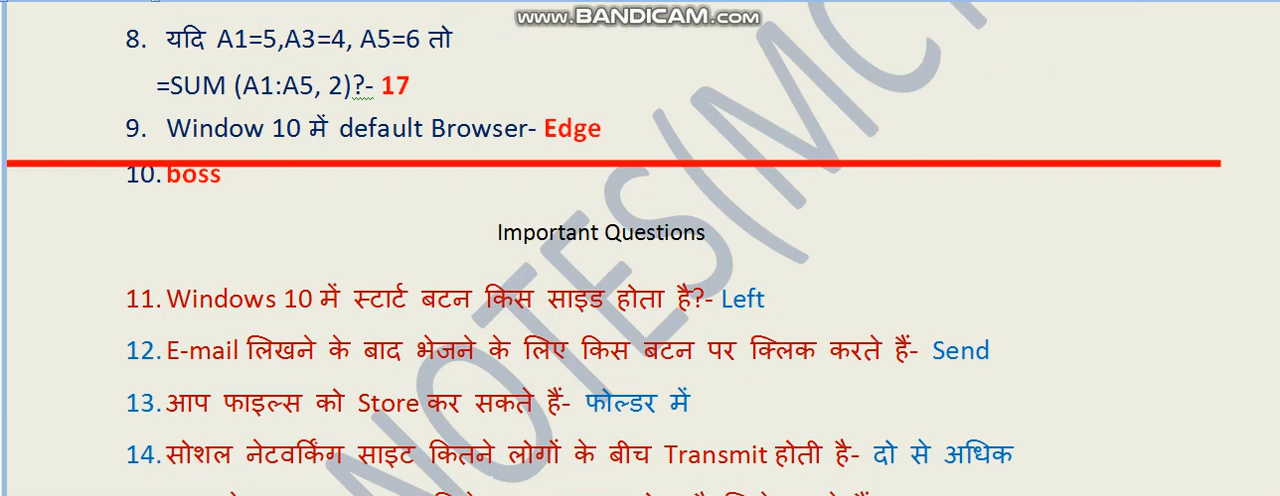 www.BANDICAM.com
8. यदि A1=5,A3=4, A5=6 तो
=SUM (A1:A5, 2)?- 17
9. Window 10 में default Browser- Edge
10. boss
Important Questions
11. Windows 10 में स्टार्ट बटन किस साइड होता है?- Left
12. E-mail लिखने के बाद भेजने के लिए किस बटन पर क्लिक करते हैं- Send
13. आप फाइल्स को Store कर सकते हैं- फोल्डर में
14. सोशल नेटवर्किंग साइट कितने लोगों के बीच Transmit होती है- दो से अधिक
NOTES(MC